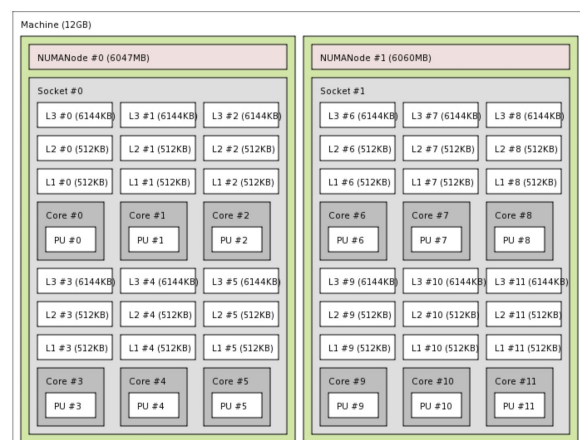 Machine (12GB)
NUMANode #0 (6047MB)
Socket #0
L3 #0 (6144KB) L3 #1 (6144KB) L3 #2 (6144KB)
L2 #0 (512KB) L2 #1 (512KB) L2 #2 (512KB)
L1 #0 (512KB) L1 #1 (512KB) L1 #2 (512KB)
Core #0 Core #1 Core #2
PU #0 PU #1 PU #2
L3 #3 (6144KB) L3 #4 (6144KB) L3 #5 (6144KB)
L2 #3 (512KB) L2 #4 (512KB) L2 #5 (512KB)
L1 #3 (512KB) L1 #4 (512KB) L1 #5 (512KB)
Core #3 Core #4 Core #5
PU #3 PU #4 PU #5
NUMANode #1 (6060MB)
Socket #1
L3 #6 (6144KB) L3 #7 (6144KB) L3 #8 (6144KB)
L2 #6 (512KB) L2 #7 (512KB) L2 #8 (512KB)
L1 #6 (512KB) L1 #7 (512KB) L1 #8 (512KB)
Core #6 Core #7 Core #8
PU #6 PU #7 PU #8
L3 #9 (6144KB) L3 #10 (6144KB) L3 #11 (6144KB)
L2 #9 (512KB) L2 #10 (512KB) L2 #11 (512KB)
L1 #9 (512KB) L1 #10 (512KB) L1 #11 (512KB)
Core #9 Core #10 Core #11
PU #9 PU #10 PU #11